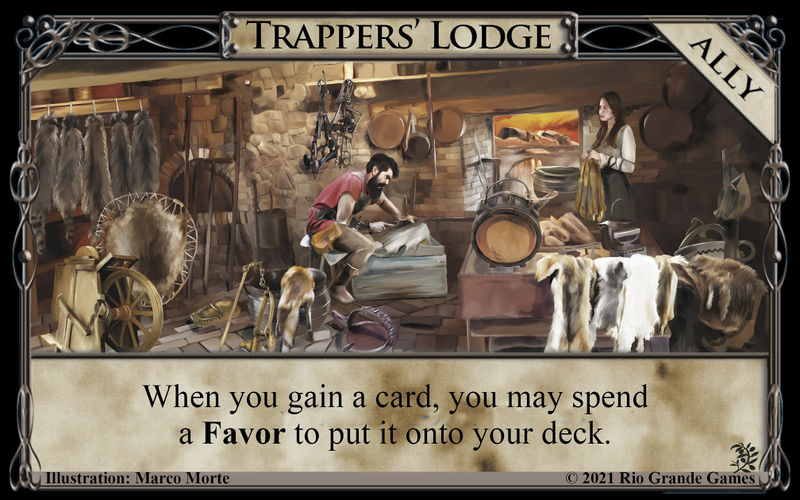 TRAPPERS' LODGE
ALLY
When you gain a card, you may spend
a Favor to put it onto your deck.
Illustration: Marco Morte
© 2021 Rio Grande Games